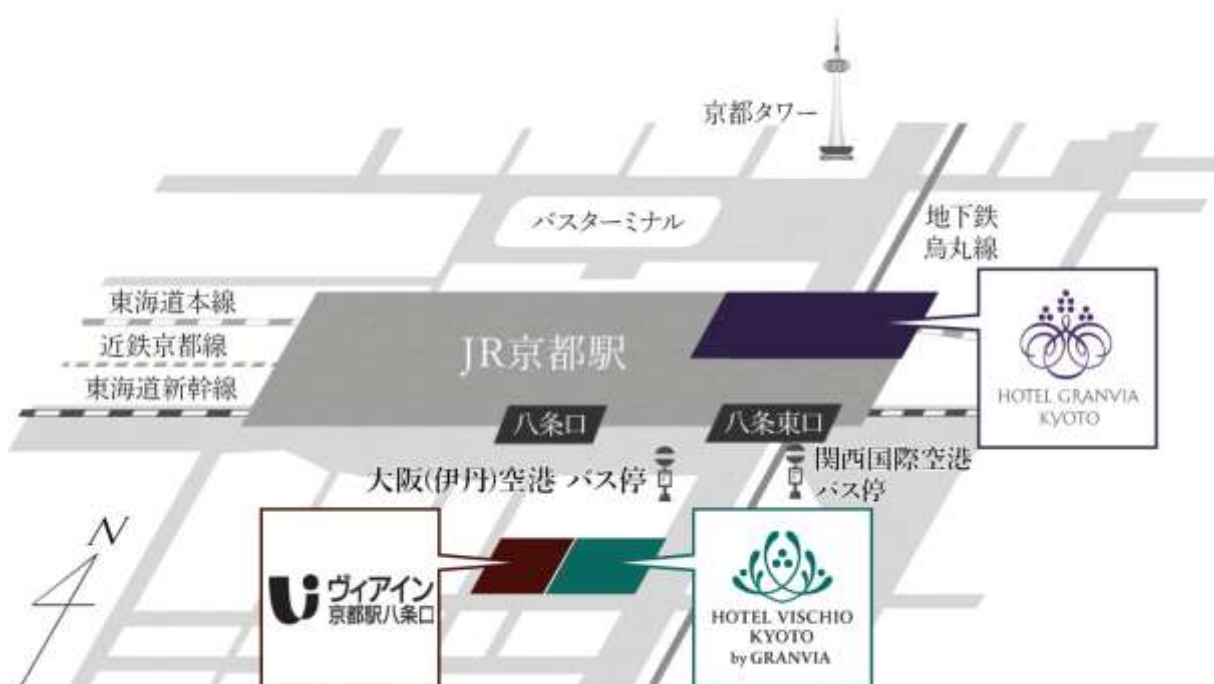 京都タワー
バスターミナル
地下鉄
烏丸線
東海道本線
近鉄京都線
東海道新幹線
JR京都駅
HOTEL GRANVIA
KYOTO
八条口
八条東口
大阪(伊丹)空港 バス停
関西国際空港
バス停
N
ヴィアイン
京都駅八条口
HOTEL VISCHIO
KYOTO
by GRANVIA